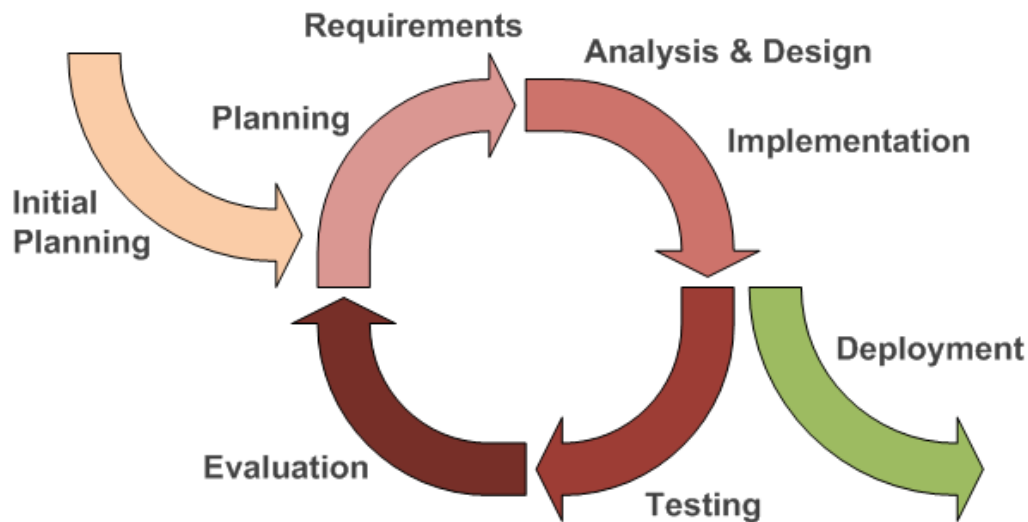 Requirements
Analysis & Design
Planning
Implementation
Initial
Planning
Deployment
Evaluation
Testing